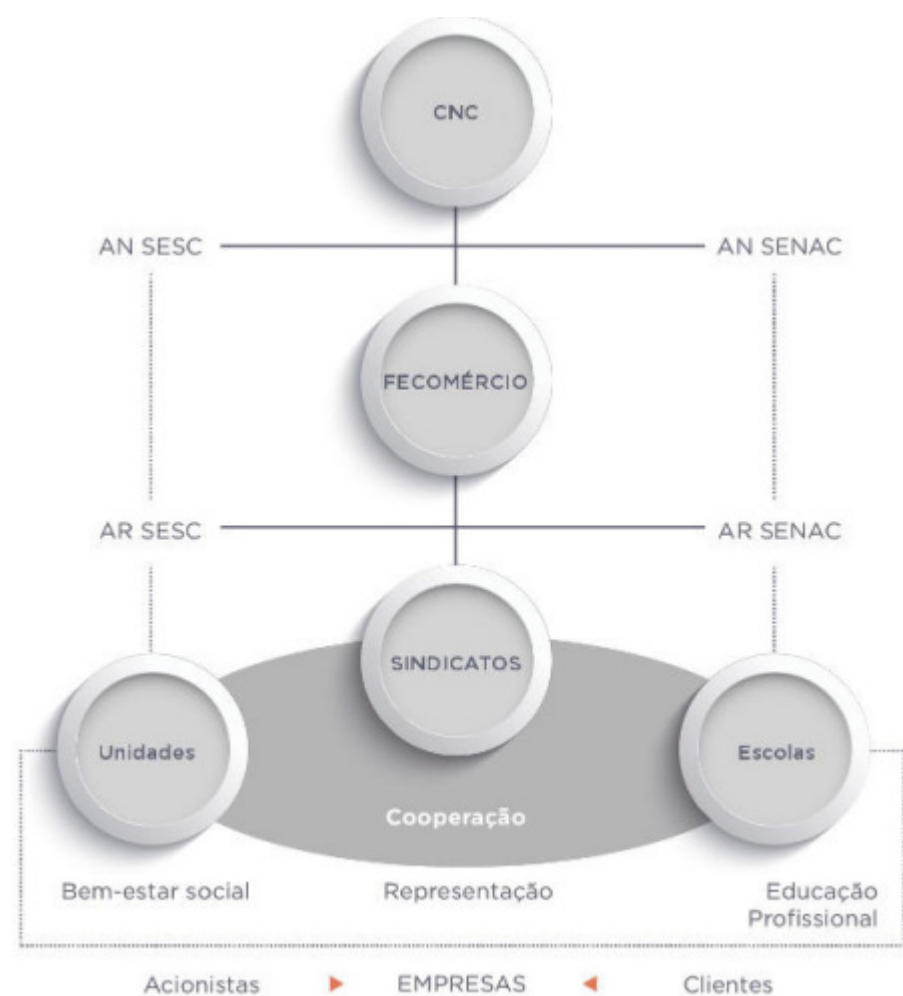 CNC
AN SESC
AN SENAC
FECOMÉRCIO
AR SESC
AR SENAC
SINDICATOS
Unidades
Escolas
Cooperação
Bem-estar social
Representação
Educação
Profissional
Acionistas
EMPRESAS
Clientes